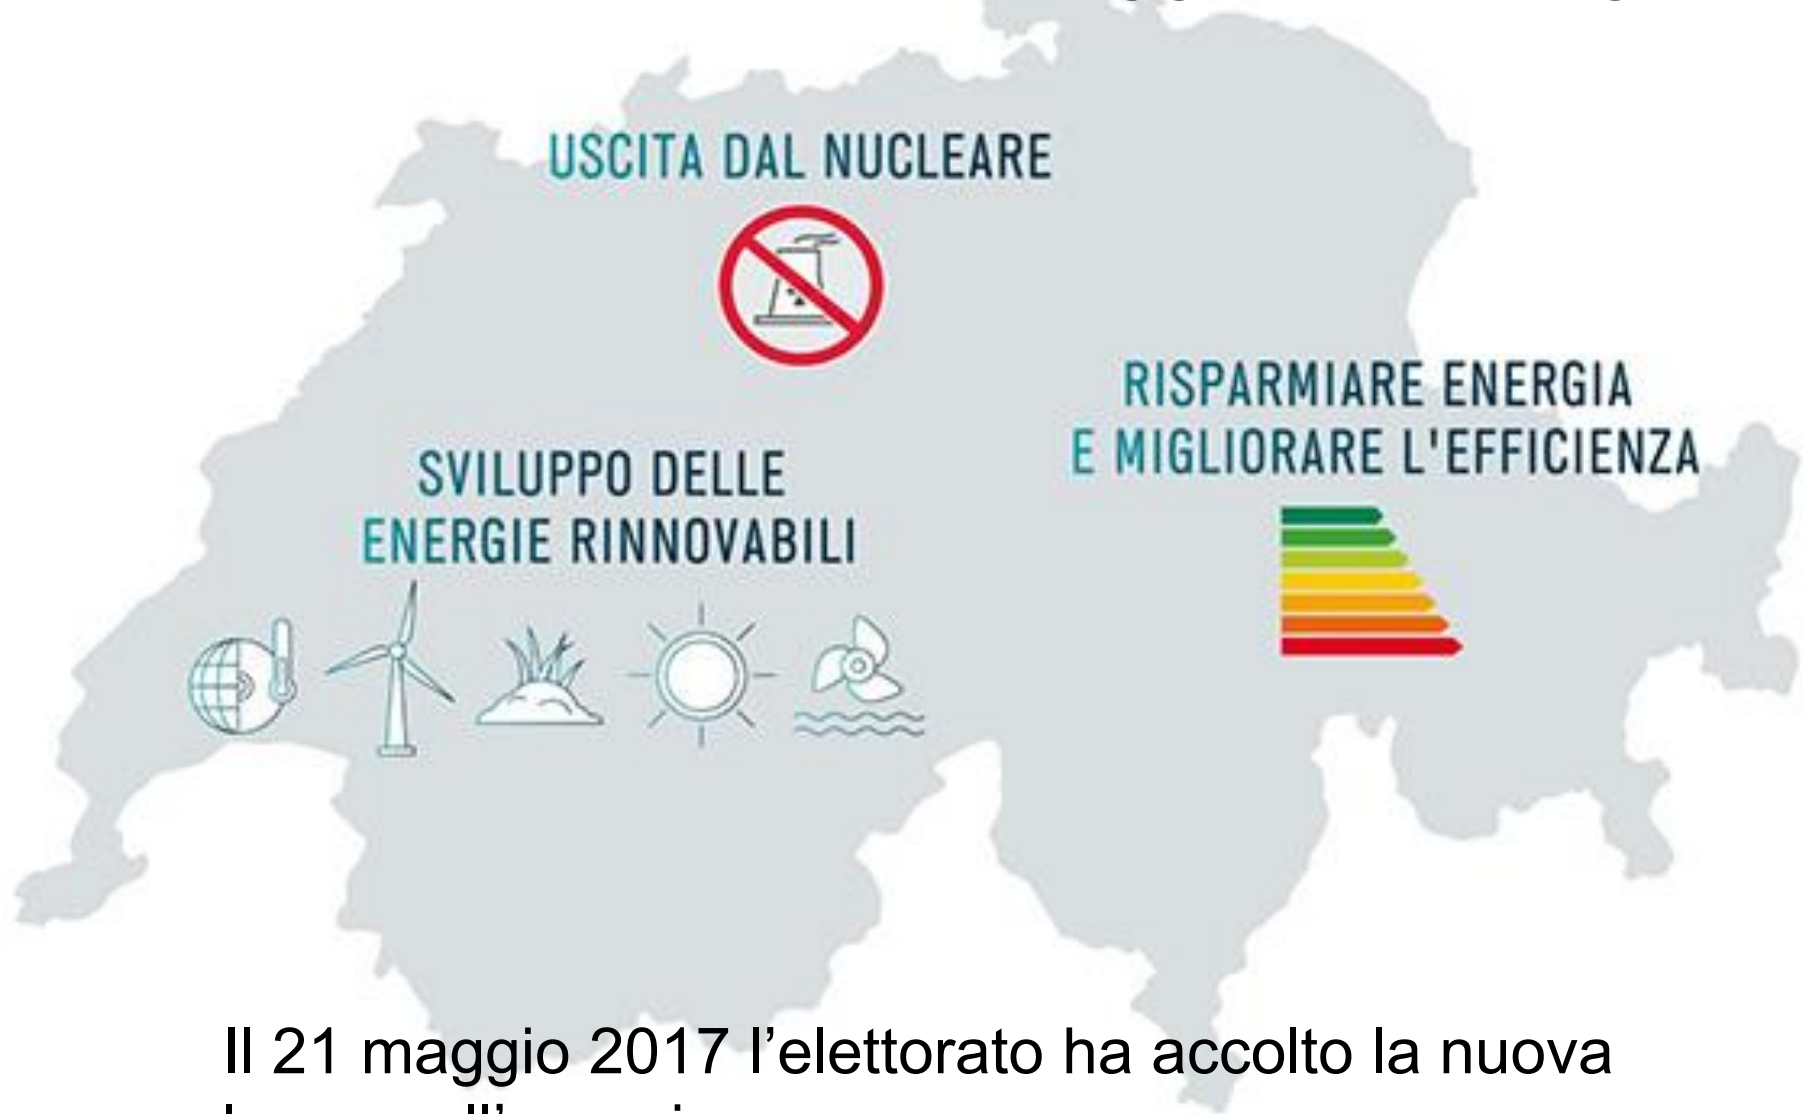 USCITA DAL NUCLEARE
RISPARMIARE ENERGIA
E MIGLIORARE L'EFFICIENZA
SVILUPPO DELLE
ENERGIE RINNOVABILI
Il 21 maggio 2017 l’elettorato ha accolto la nuova